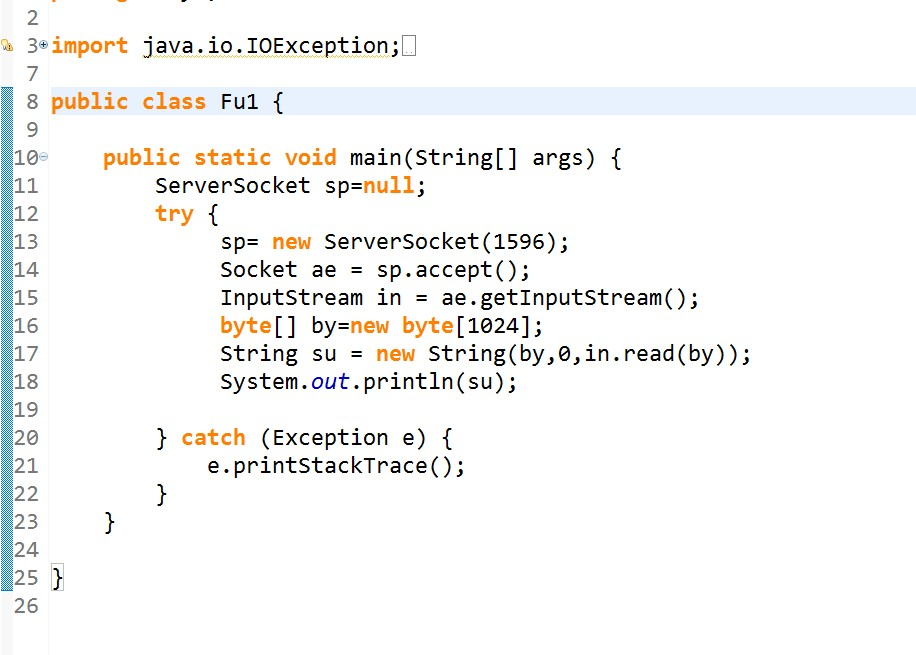 2
3 import java.io.IOException;
7
8 public class Fu1 {
9
10 public static void main(String[] args) {
11 ServerSocket sp=null;
12 try {
13 sp= new ServerSocket(1596);
14 Socket ae = sp.accept();
15 InputStream in = ae.getInputStream();
16 byte[] by=new byte[1024];
17 String su = new String(by,0,in.read(by));
18 System.out.println(su);
19
20 } catch (Exception e) {
21 e.printStackTrace();
22 }
23 }
24
25 }
26